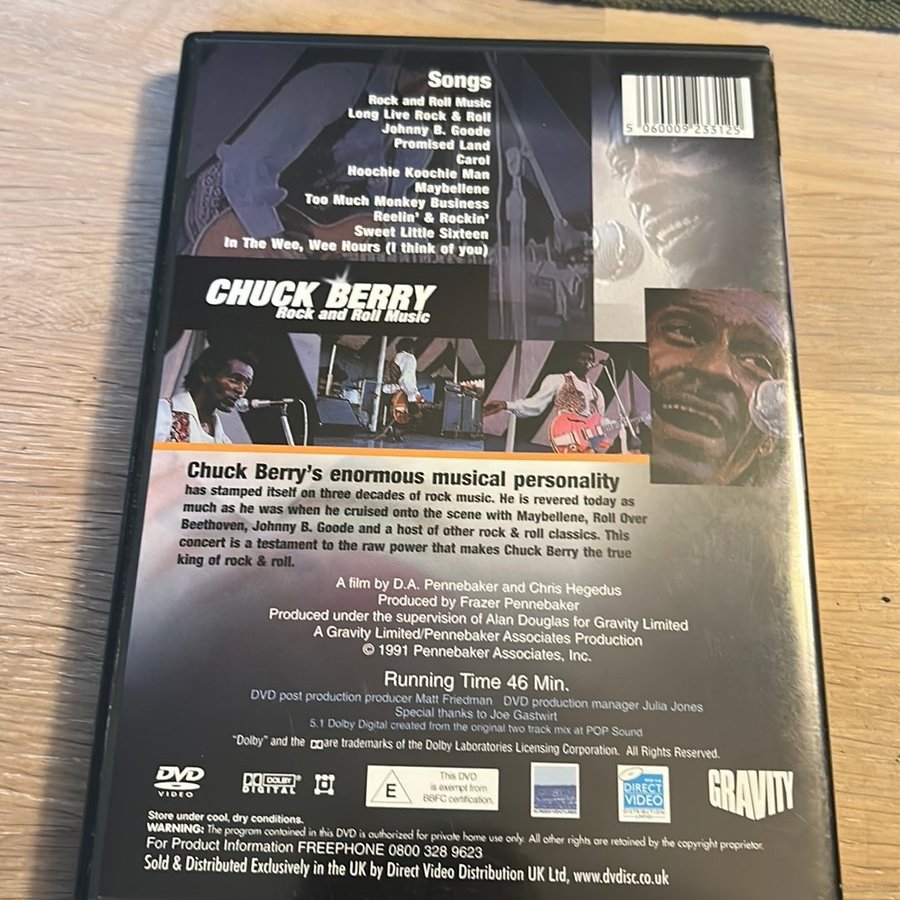 Songs
Rock and Roll Music
Long Live Rock & Roll
Johnny B. Goode
Promised Land
Carol
Hoochie Koochie Man
Maybellene
Too Much Monkey Business
Reelin' & Rockin'
Sweet Little Sixteen
In The Wee, Wee Hours (I think of you)
5 060009 233125
CHUCK BERRY
Rock and Roll Music
Chuck Berry's enormous musical personality
has stamped itself on three decades of rock music. He is revered today as
much as he was when he cruised onto the scene with Maybellene, Roll Over
Beethoven, Johnny B. Goode and a host of other rock & roll classics. This
concert is a testament to the raw power that makes Chuck Berry the true
king of rock & roll.
A film by D.A. Pennebaker and Chris Hegedus
Produced by Frazer Pennebaker
Produced under the supervision of Alan Douglas for Gravity Limited
A Gravity Limited/Pennebaker Associates Production
© 1991 Pennebaker Associates, Inc.
Running Time 46 Min.
DVD post production producer Matt Friedman DVD production manager Julia Jones
Special thanks to Joe Gastwirt
5.1 Dolby Digital created from the original two track mix at POP Sound
"Dolby" and the are trademarks of the Dolby Laboratories Licensing Corporation. All Rights Reserved.
DVD
VIDEO
DOLBY
DIGITAL
E
This DVD
is exempt from
BBFC certification.
SCREEN VENTURES
DIRECT
VIDEO
DISTRIBUTION
GRAVITY
Store under cool, dry conditions.
WARNING: The program contained in this DVD is authorized for private home use only. All other rights are retained by the copyright proprietor.
For Product Information FREEPHONE 0800 328 9623
Sold & Distributed Exclusively in the UK by Direct Video Distribution UK Ltd, www.dvdisc.co.uk